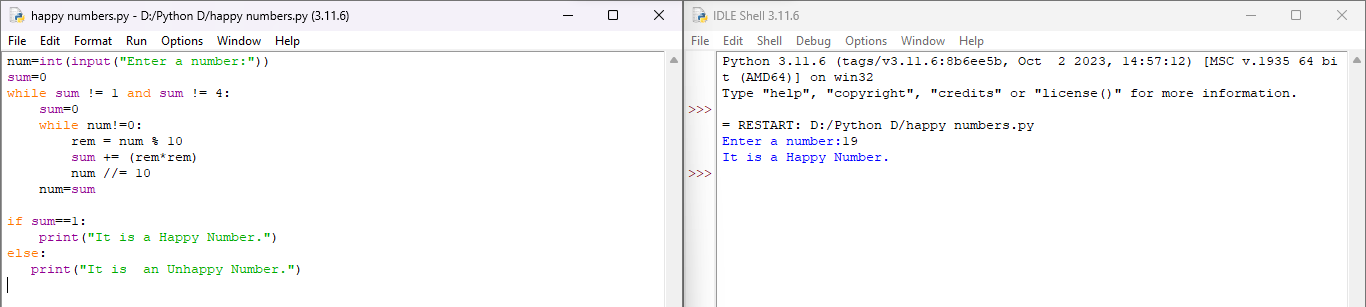 happy numbers.py - D:/Python D/happy numbers.py (3.11.6)
File Edit Format Run Options Window Help
num=int(input("Enter a number:"))
sum=0
while sum != 1 and sum != 4:
    sum=0
    while num!=0:
        rem = num % 10
        sum += (rem*rem)
        num //= 10
    num=sum

if sum==1:
    print("It is a Happy Number.")
else:
   print("It is  an Unhappy Number.")
IDLE Shell 3.11.6
File Edit Shell Debug Options Window Help
Python 3.11.6 (tags/v3.11.6:8b6ee5b, Oct  2 2023, 14:57:12) [MSC v.1935 64 bi
t (AMD64)] on win32
Type "help", "copyright", "credits" or "license()" for more information.
>>>
= RESTART: D:/Python D/happy numbers.py
Enter a number:19
It is a Happy Number.
>>>